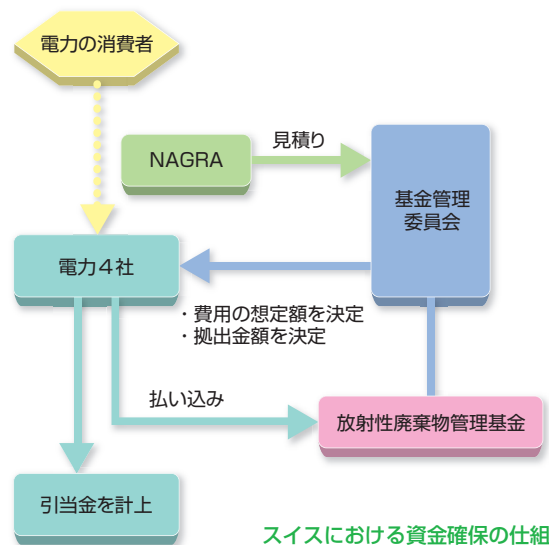 電力の消費者
見積り
NAGRA
基金管理
委員会
電力4社
・費用の想定額を決定
・拠出金額を決定
払い込み
放射性廃棄物管理基金
引当金を計上
スイスにおける資金確保の仕組